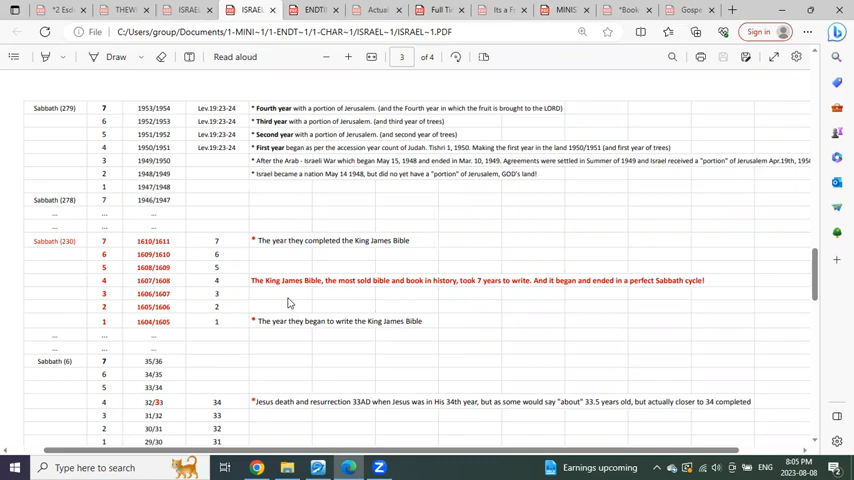 *2 Esd
THEW
ISRAEL
ISRAEL
ENDTI
Actua
Full Tir
Its a Fr
MINIS
*Book
Gospe
File
C:/Users/group/Documents/1-MINI~1/1-ENDT~1/1-CHAR~1/ISRAEL~1/ISRAEL~1.PDF
Sign in
Draw
Read aloud
3 of 4
Sabbath (279) 7 1953/1954 Lev.19:23-24 * Fourth year with a portion of Jerusalem. (and the Fourth year in which the fruit is brought to the LORD)
6 1952/1953 Lev.19:23-24 * Third year with a portion of Jerusalem. (and third year of trees)
5 1951/1952 Lev.19:23-24 * Second year with a portion of Jerusalem. (and second year of trees)
4 1950/1951 Lev.19:23-24 * First year began as per the accession year count of Judah. Tishri 1, 1950. Making the first year in the land 1950/1951 (and first year of trees)
3 1949/1950 * After the Arab - Israeli War which began May 15, 1948 and ended in Mar. 10, 1949. Agreements were settled in Summer of 1949 and Israel received a "portion" of Jerusalem Apr.19th, 195
2 1948/1949 * Israel became a nation May 14 1948, but did no yet have a "portion" of Jerusalem, GOD's land!
1 1947/1948
Sabbath (278) 7 1946/1947
... ... ...
... ... ...
Sabbath (230) 7 1610/1611 7 * The year they completed the King James Bible
6 1609/1610 6
5 1608/1609 5
4 1607/1608 4 The King James Bible, the most sold bible and book in history, took 7 years to write. And it began and ended in a perfect Sabbath cycle!
3 1606/1607 3
2 1605/1606 2
1 1604/1605 1 * The year they began to write the King James Bible
... ... ...
... ... ...
Sabbath (6) 7 35/36
6 34/35
5 33/34
4 32/33 34 *Jesus death and resurrection 33AD when Jesus was in His 34th year, but as some would say "about" 33.5 years old, but actually closer to 34 completed
3 31/32 33
2 30/31 32
1 29/30 31
Type here to search
Earnings upcoming
ENG
8:05 PM
2023-08-08
2